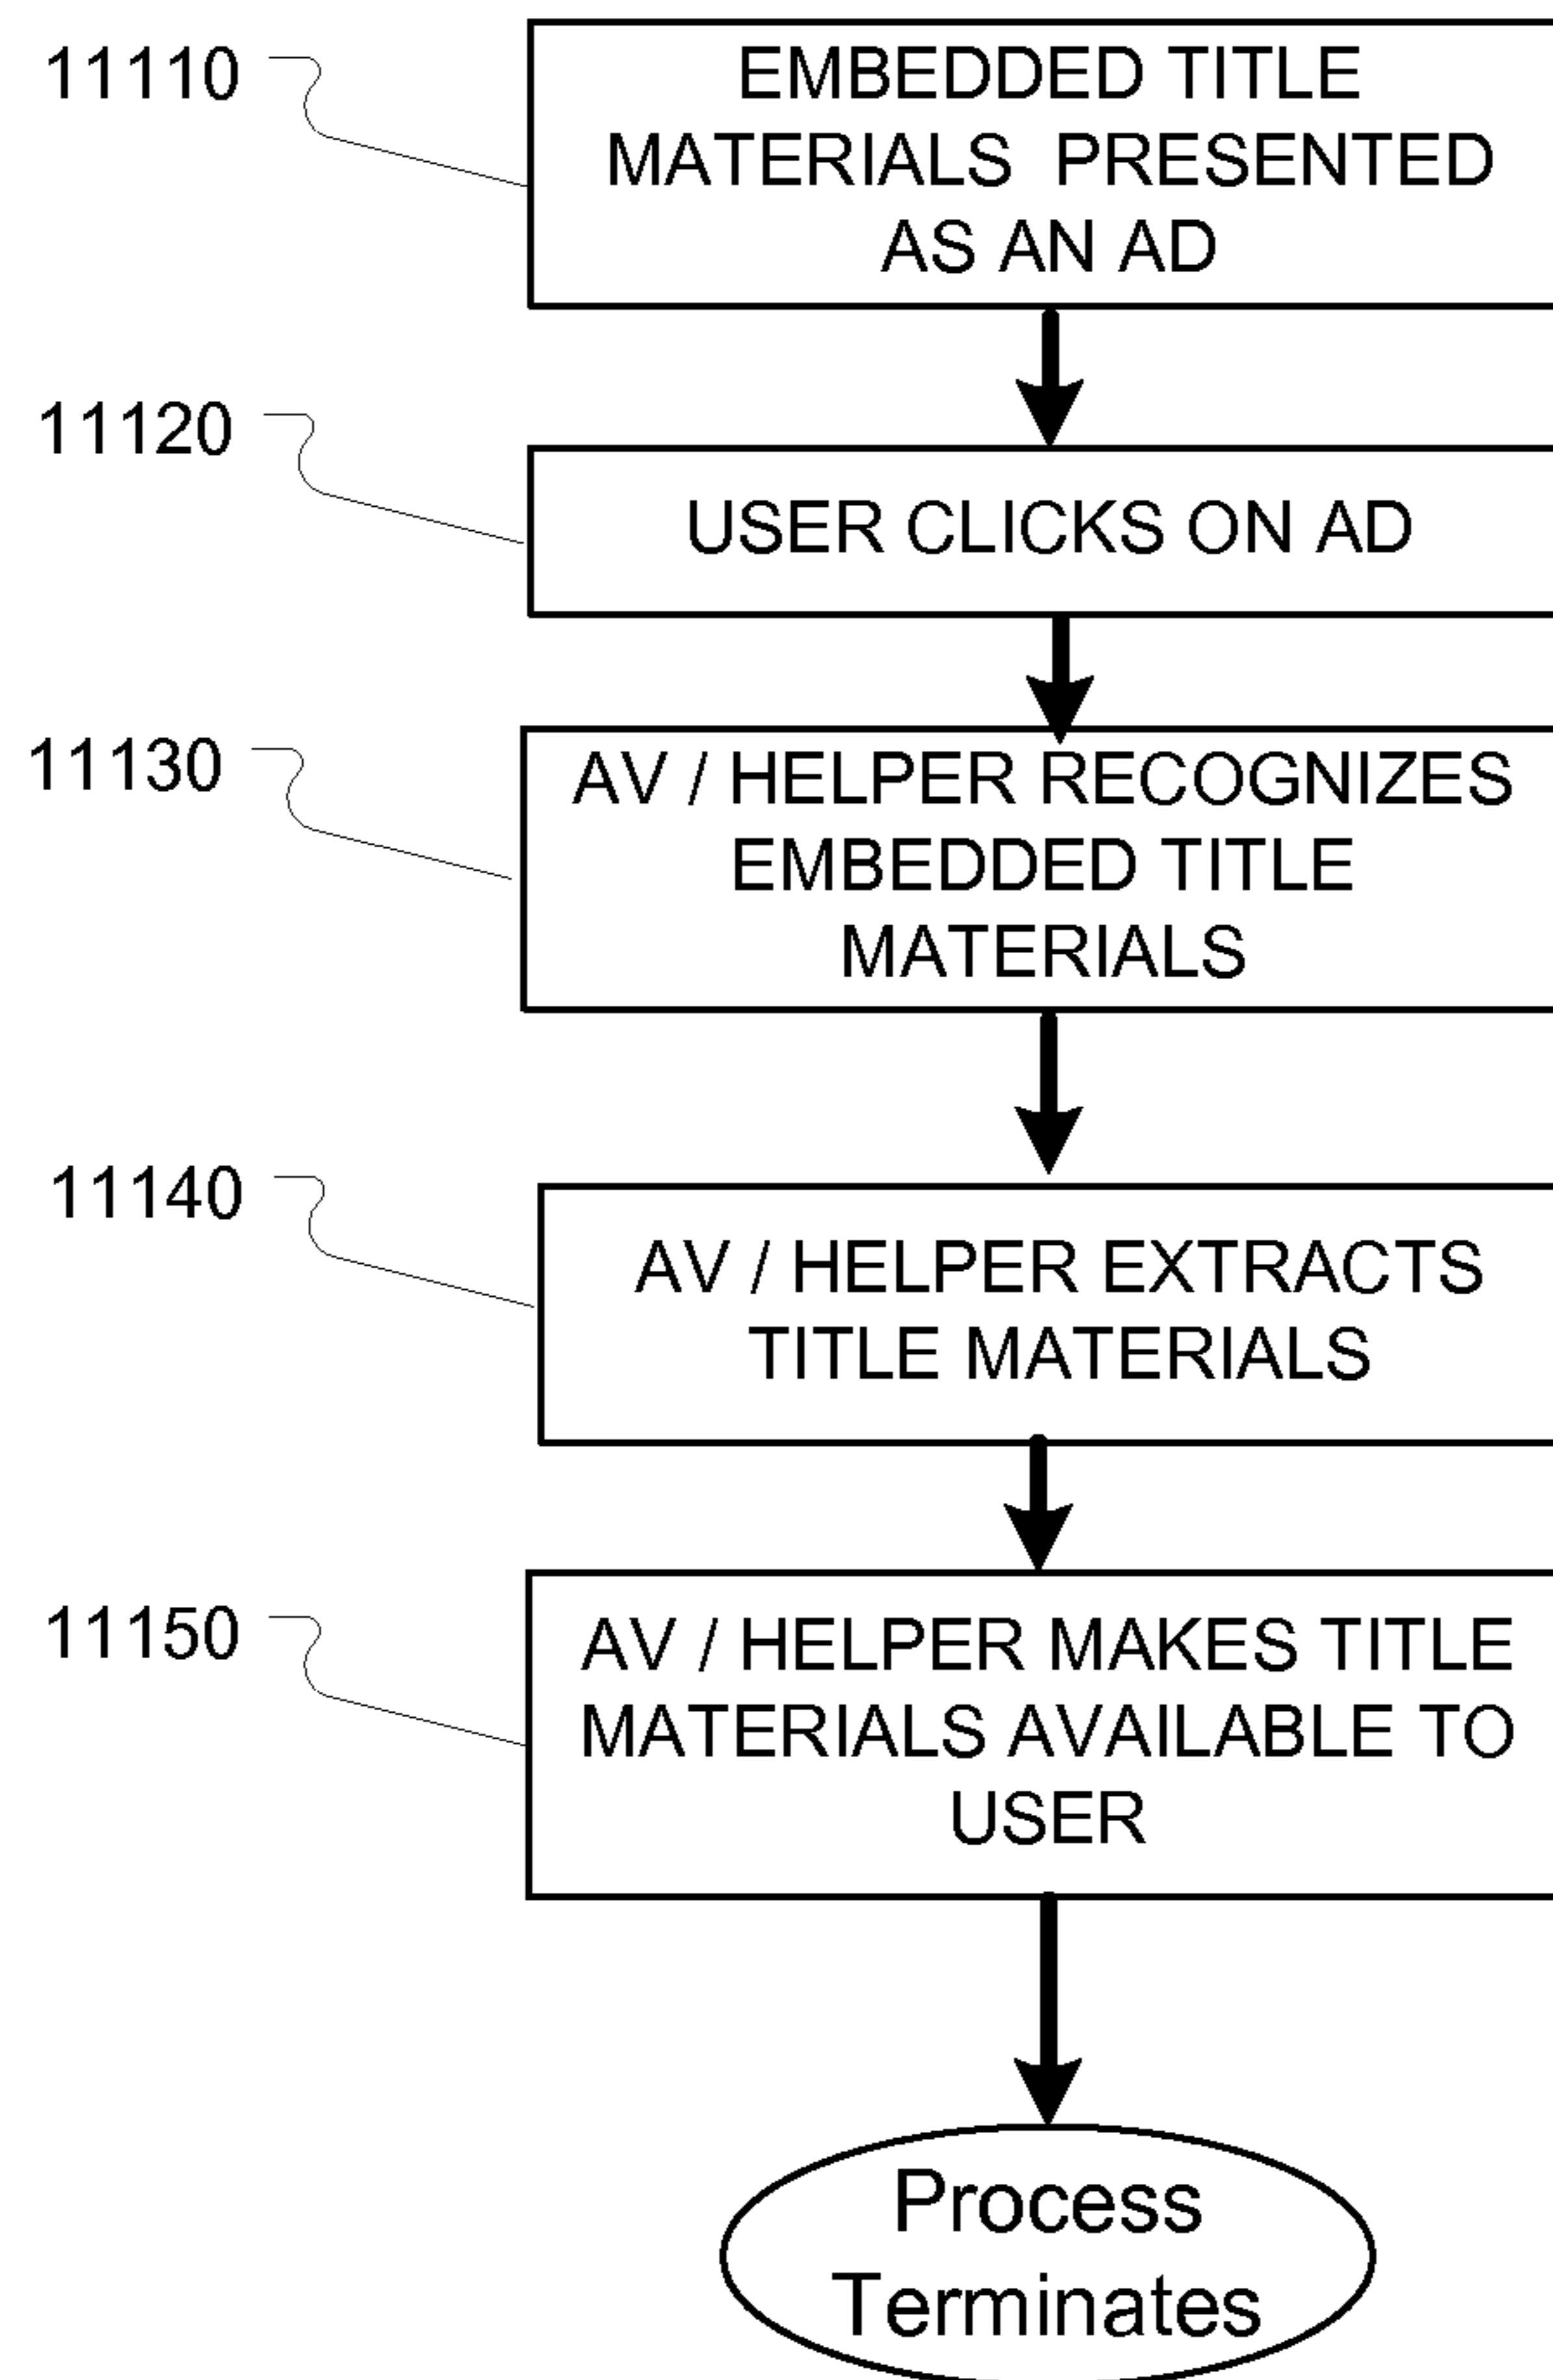 11110
EMBEDDED TITLE
MATERIALS PRESENTED
AS AN AD
11120
USER CLICKS ON AD
11130
AV / HELPER RECOGNIZES
EMBEDDED TITLE
MATERIALS
11140
AV / HELPER EXTRACTS
TITLE MATERIALS
11150
AV / HELPER MAKES TITLE
MATERIALS AVAILABLE TO
USER
Process
Terminates